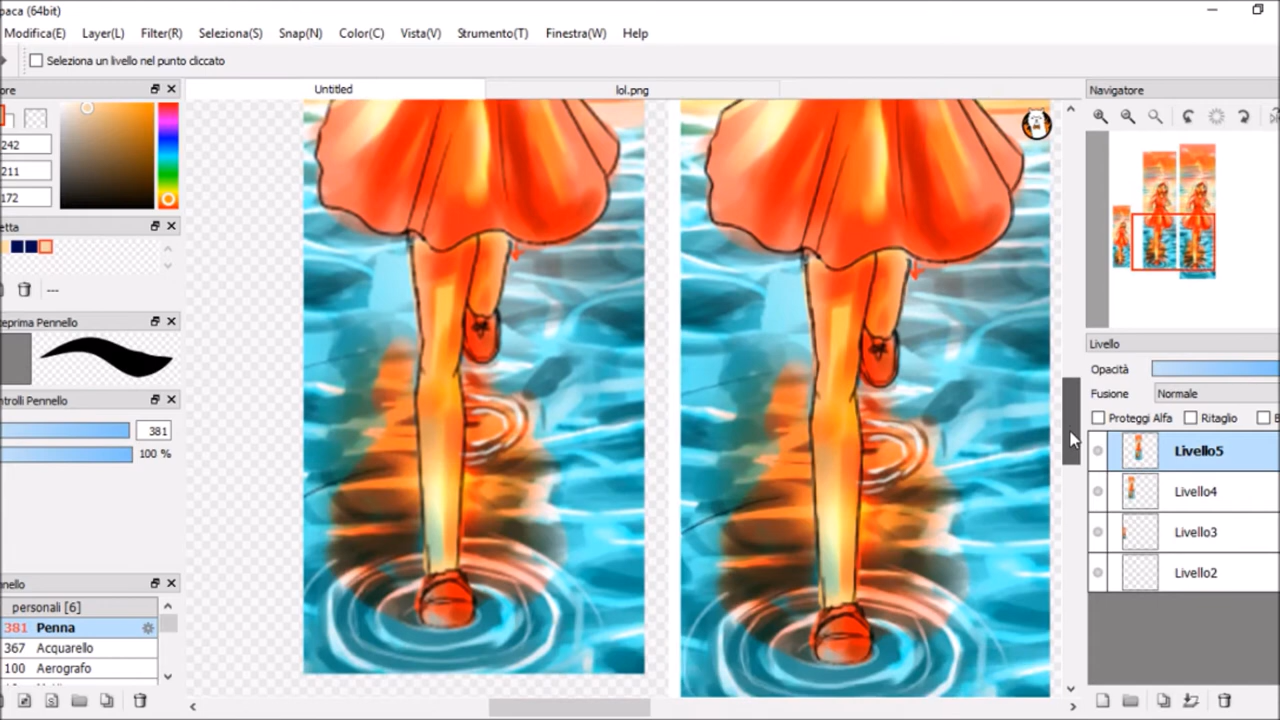 paca (64bit)
Modifica(E) Layer(L) Filter(R) Seleziona(S) Snap(N) Color(C) Vista(V) Strumento(T) Finestra(W) Help
Seleziona un livello nel punto cliccato
ore
Untitled
lol.png
Navigatore
242
211
172
etta
---
teprima Pennello
ntrolli Pennello
381
100 %
Livello
Opacità
Fusione Normale
Proteggi Alfa Ritaglio
Livello5
Livello4
Livello3
Livello2
nnello
personali [6]
381 Penna
367 Acquarello
100 Aerografo